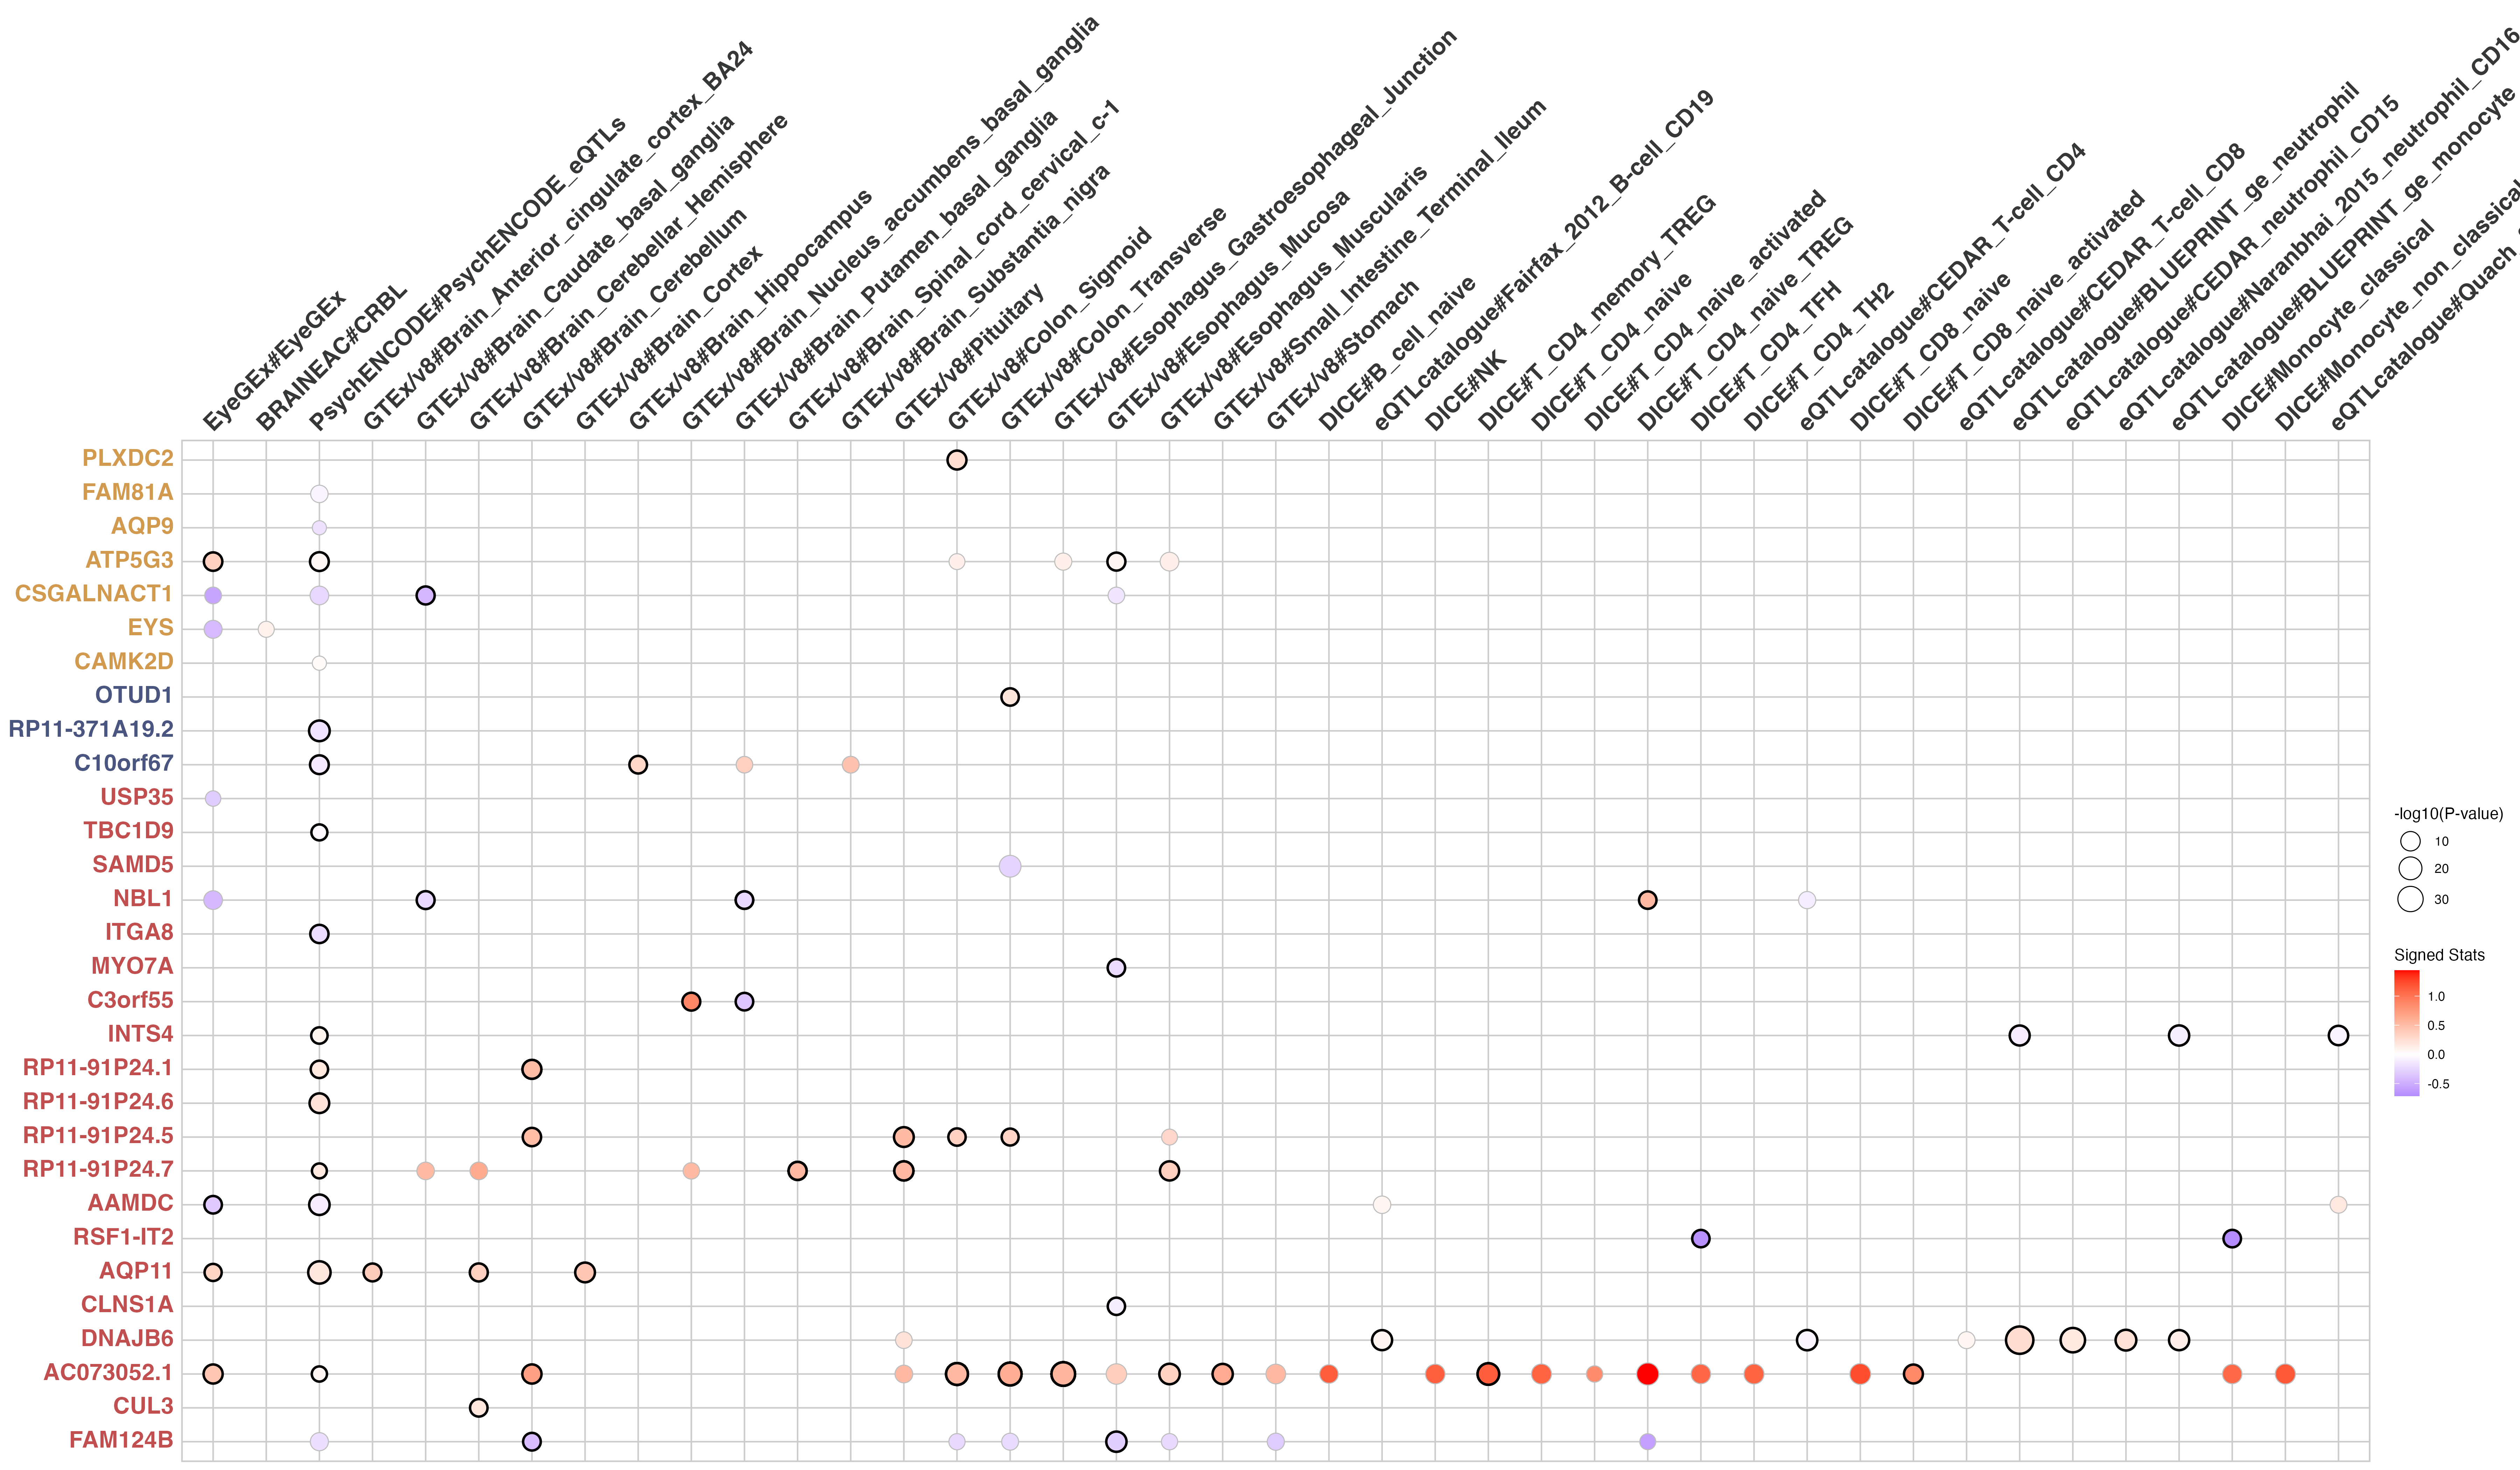 EyeGEx#EyeGEx
BRAINEAC#CRBL
PsychENCODE#PsychENCODE_eQTLs
GTEx/v8#Brain_Anterior_cingulate_cortex_BA24
GTEx/v8#Brain_Caudate_basal_ganglia
GTEx/v8#Brain_Cerebellar_Hemisphere
GTEx/v8#Brain_Cerebellum
GTEx/v8#Brain_Cortex
GTEx/v8#Brain_Hippocampus
GTEx/v8#Brain_Nucleus_accumbens_basal_ganglia
GTEx/v8#Brain_Putamen_basal_ganglia
GTEx/v8#Brain_Spinal_cord_cervical_c-1
GTEx/v8#Brain_Substantia_nigra
GTEx/v8#Pituitary
GTEx/v8#Colon_Sigmoid
GTEx/v8#Colon_Transverse
GTEx/v8#Esophagus_Gastroesophageal_Junction
GTEx/v8#Esophagus_Mucosa
GTEx/v8#Esophagus_Muscularis
GTEx/v8#Small_Intestine_Terminal_Ileum
GTEx/v8#Stomach
DICE#B_cell_naive
eQTLcatalogue#Fairfax_2012_B-cell_CD19
DICE#NK
DICE#T_CD4_memory_TREG
DICE#T_CD4_naive
DICE#T_CD4_naive_activated
DICE#T_CD4_naive_TREG
DICE#T_CD4_TFH
DICE#T_CD4_TH2
eQTLcatalogue#CEDAR_T-cell_CD4
DICE#T_CD8_naive
DICE#T_CD8_naive_activated
eQTLcatalogue#CEDAR_T-cell_CD8
eQTLcatalogue#BLUEPRINT_ge_neutrophil
eQTLcatalogue#CEDAR_neutrophil_CD15
eQTLcatalogue#Naranbhai_2015_neutrophil_CD16
eQTLcatalogue#BLUEPRINT_ge_monocyte
DICE#Monocyte_classical
DICE#Monocyte_non_classical
eQTLcatalogue#Quach_
PLXDC2
FAM81A
AQP9
ATP5G3
CSGALNACT1
EYS
CAMK2D
OTUD1
RP11-371A19.2
C10orf67
USP35
TBC1D9
SAMD5
NBL1
ITGA8
MYO7A
C3orf55
INTS4
RP11-91P24.1
RP11-91P24.6
RP11-91P24.5
RP11-91P24.7
AAMDC
RSF1-IT2
AQP11
CLNS1A
DNAJB6
AC073052.1
CUL3
FAM124B
-log10(P-value)
10
20
30
Signed Stats
1.0
0.5
0.0
-0.5